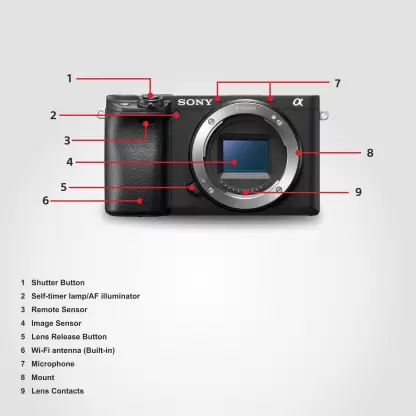 1
SONY
α
7
2
3
4
8
5
9
6
1 Shutter Button
2 Self-timer lamp/AF illuminator
3 Remote Sensor
4 Image Sensor
5 Lens Release Button
6 Wi-Fi antenna (Built-in)
7 Microphone
8 Mount
9 Lens Contacts